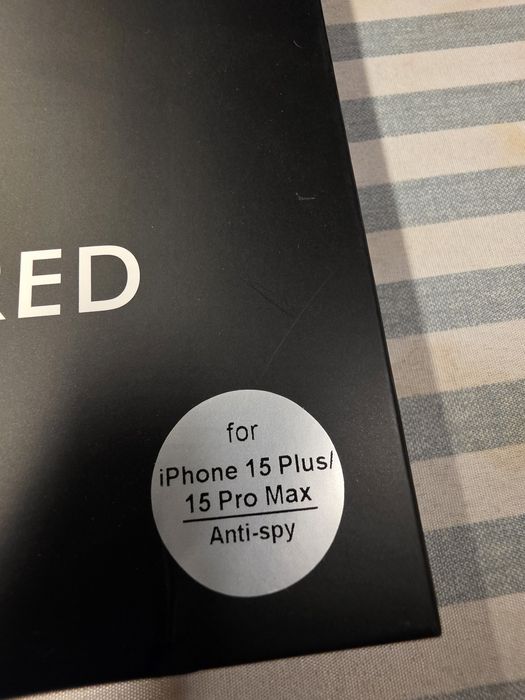 RED
for
iPhone 15 Plus/
15 Pro Max
Anti-spy